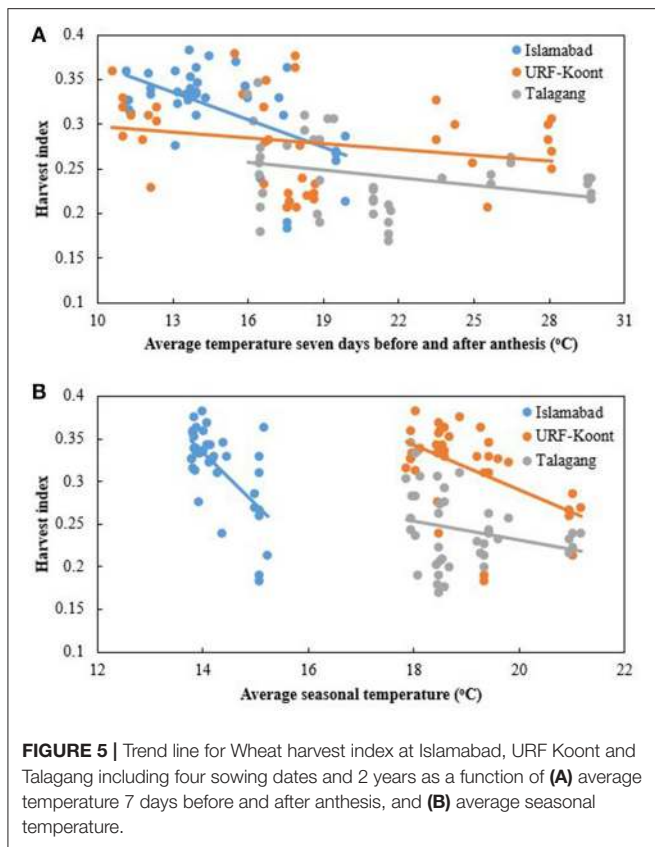 A
0.4
0.35
0.3
0.25
0.2
0.15
0.1
Harvest index
Islamabad
URF-Koont
Talagang
10 13 16 19 22 25 28 31
Average temperature seven days before and after anthesis (°C)
B
0.4
0.35
0.3
0.25
0.2
0.15
0.1
Harvest index
Islamabad
URF-Koont
Talagang
12 14 16 18 20 22
Average seasonal temperature (°C)
FIGURE 5 | Trend line for Wheat harvest index at Islamabad, URF Koont and
Talagang including four sowing dates and 2 years as a function of (A) average
temperature 7 days before and after anthesis, and (B) average seasonal
temperature.